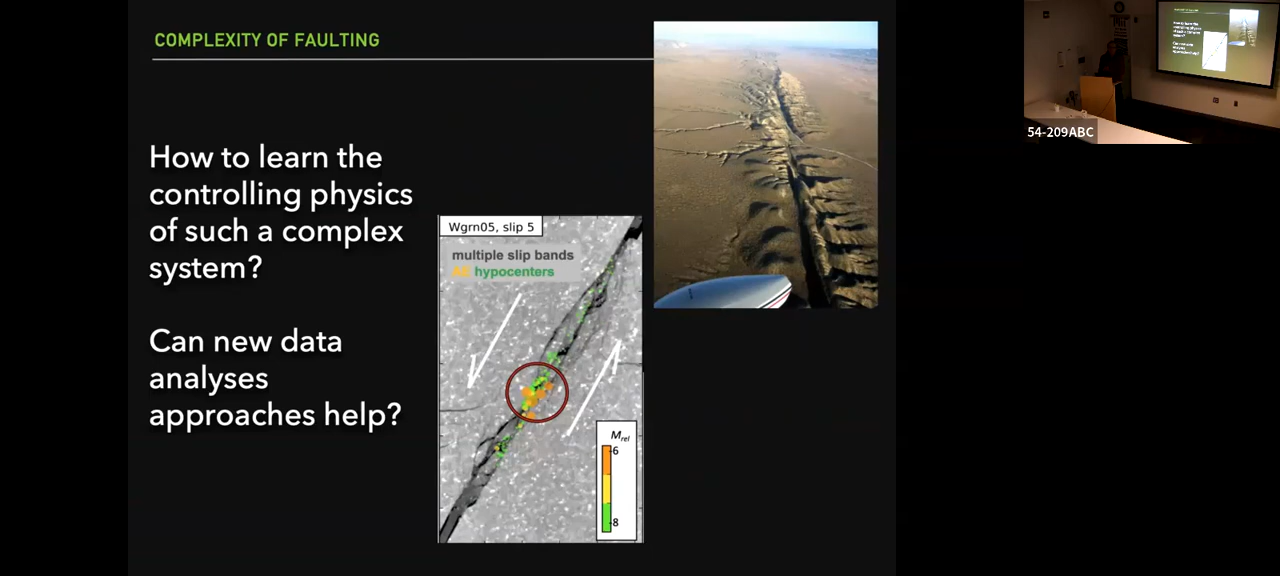 COMPLEXITY OF FAULTING
How to learn the
controlling physics
of such a complex
system?
Can new data
analyses
approaches help?
Wgrn05, slip 5
multiple slip bands
AE hypocenters
Mrel
-6
-8
54-209ABC